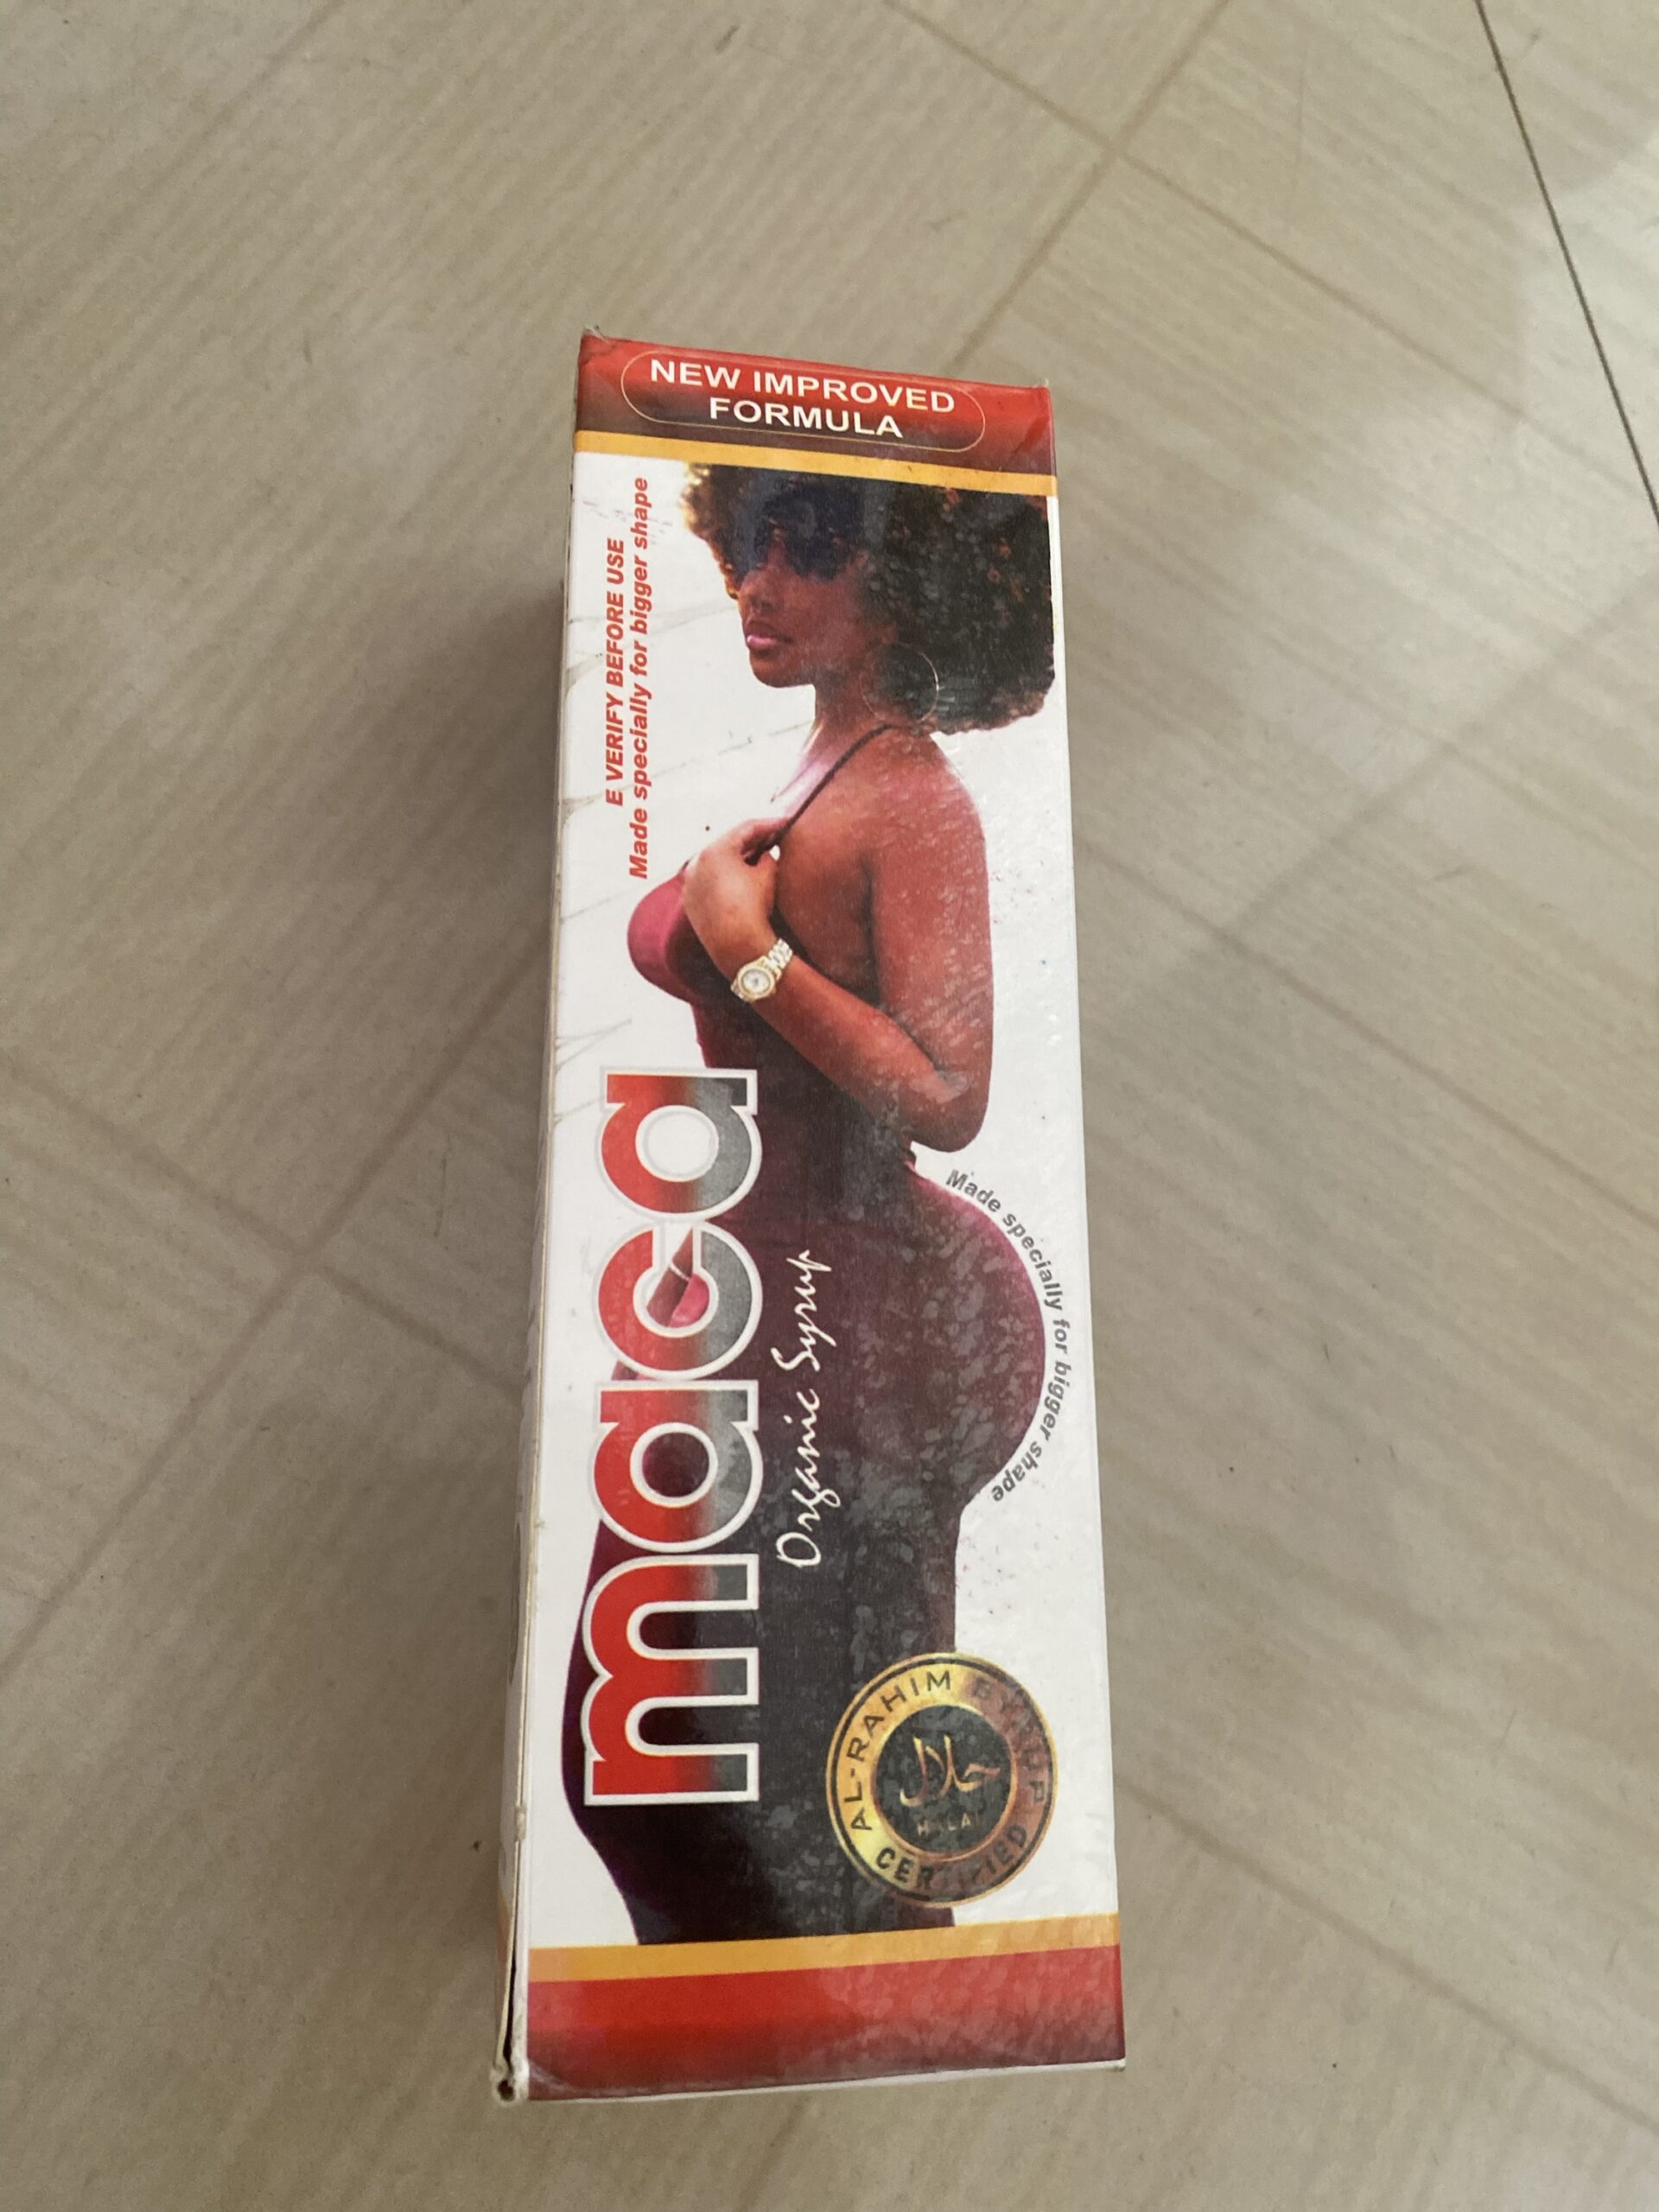 NEW IMPROVED
FORMULA
E VERIFY BEFORE USE
Made specially for bigger shape
maca
Organic Syrup
Made specially for bigger shape
AL-RAHIM
حلال
HALAL
CERTIFIED